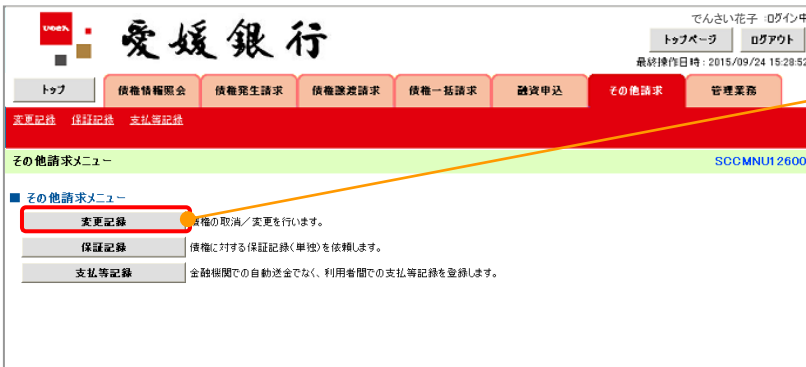 でんさい花子 :ログイン中
ひめぎん
愛媛銀行
トップページ ログアウト
最終操作日時：2015/09/24 15:28:52
トップ 債権情報照会 債権発生請求 債権譲渡請求 債権一括請求 融資申込 その他請求 管理業務
変更記録 保証記録 支払等記録
その他請求メニュー SCCMNU12600
■ その他請求メニュー
変更記録 債権の取消／変更を行います。
保証記録 債権に対する保証記録(単独)を依頼します。
支払等記録 金融機関での自動送金でなく、利用者間での支払等記録を登録します。